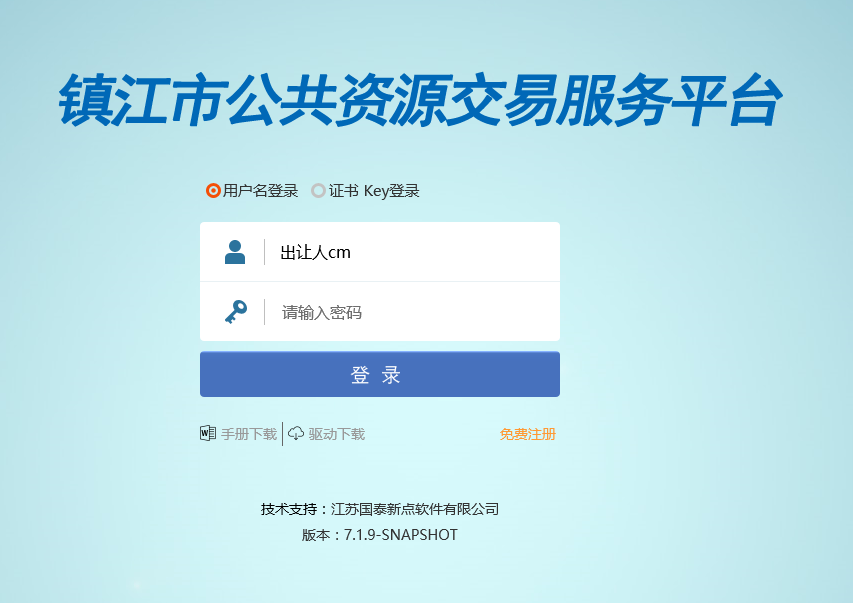 镇江市公共资源交易服务平台
用户名登录 证书 Key登录
出让人cm
请输入密码
登 录
手册下载 驱动下载 免费注册
技术支持：江苏国泰新点软件有限公司
版本：7.1.9-SNAPSHOT